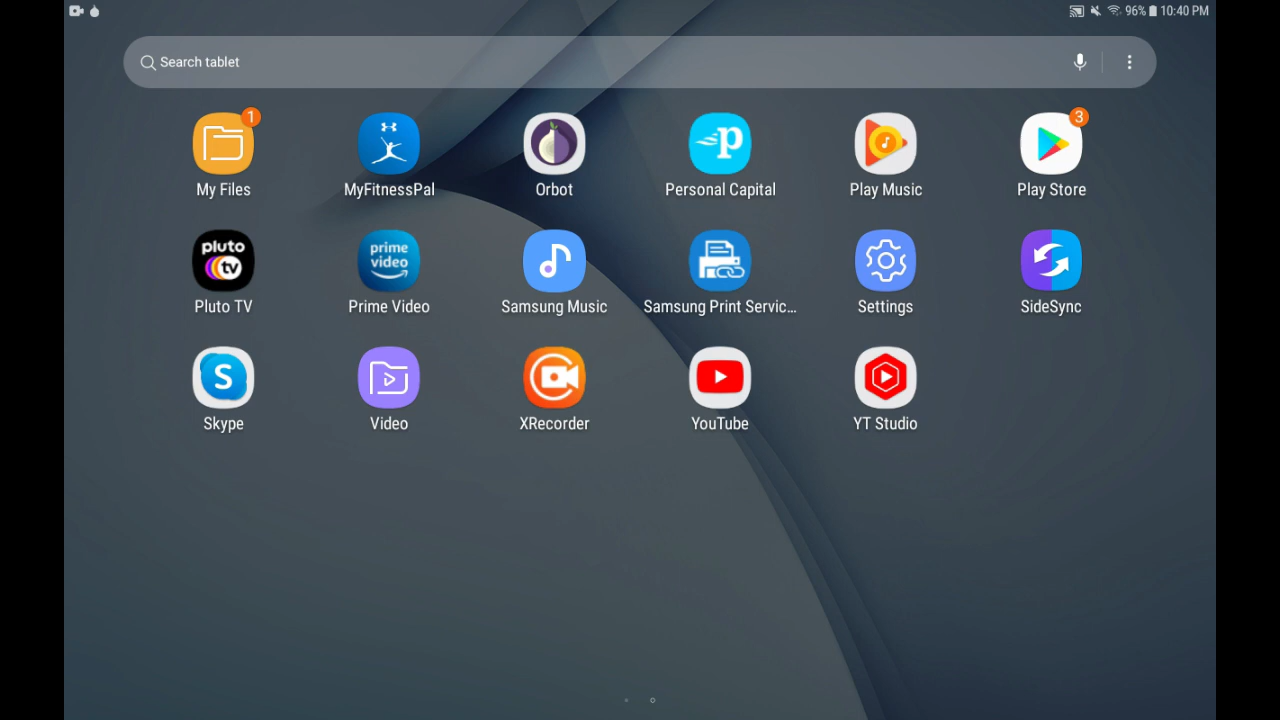 96% 10:40 PM
Search tablet
1
3
My Files
MyFitnessPal
Orbot
Personal Capital
Play Music
Play Store
pluto
tv
prime
video
Pluto TV
Prime Video
Samsung Music
Samsung Print Servic...
Settings
SideSync
S
Skype
Video
XRecorder
YouTube
YT Studio